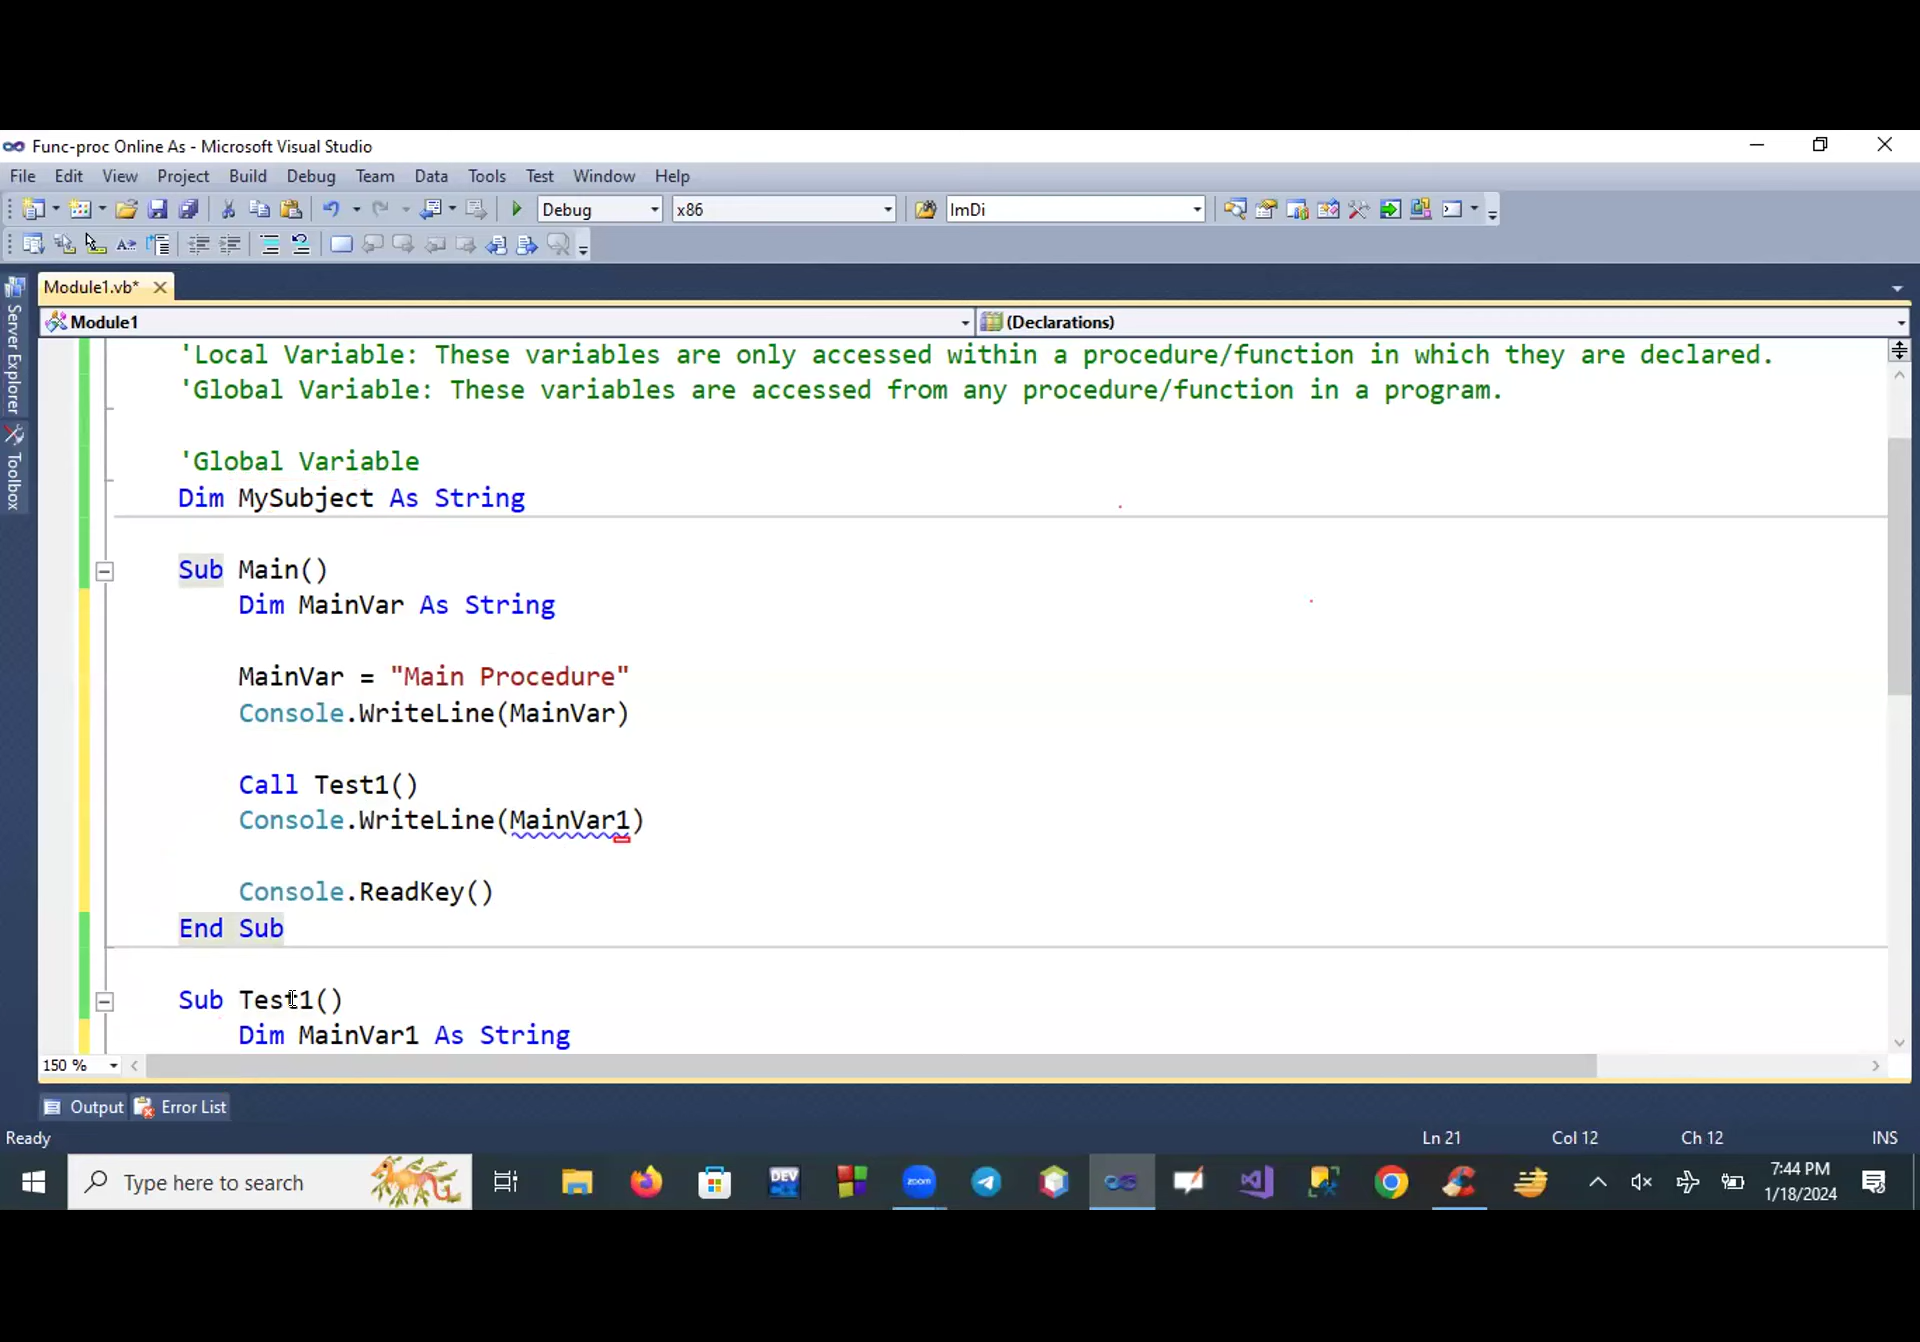 Func-proc Online As - Microsoft Visual Studio
File Edit View Project Build Debug Team Data Tools Test Window Help
Debug x86 ImDi
Server Explorer
Toolbox
Module1.vb*
Module1 (Declarations)
'Local Variable: These variables are only accessed within a procedure/function in which they are declared.
'Global Variable: These variables are accessed from any procedure/function in a program.
'Global Variable
Dim MySubject As String
Sub Main()
Dim MainVar As String
MainVar = "Main Procedure"
Console.WriteLine(MainVar)
Call Test1()
Console.WriteLine(MainVar1)
Console.ReadKey()
End Sub
Sub Test1()
Dim MainVar1 As String
150 %
Output Error List
Ready Ln 21 Col 12 Ch 12 INS
Type here to search
DEV
zoom
7:44 PM
1/18/2024